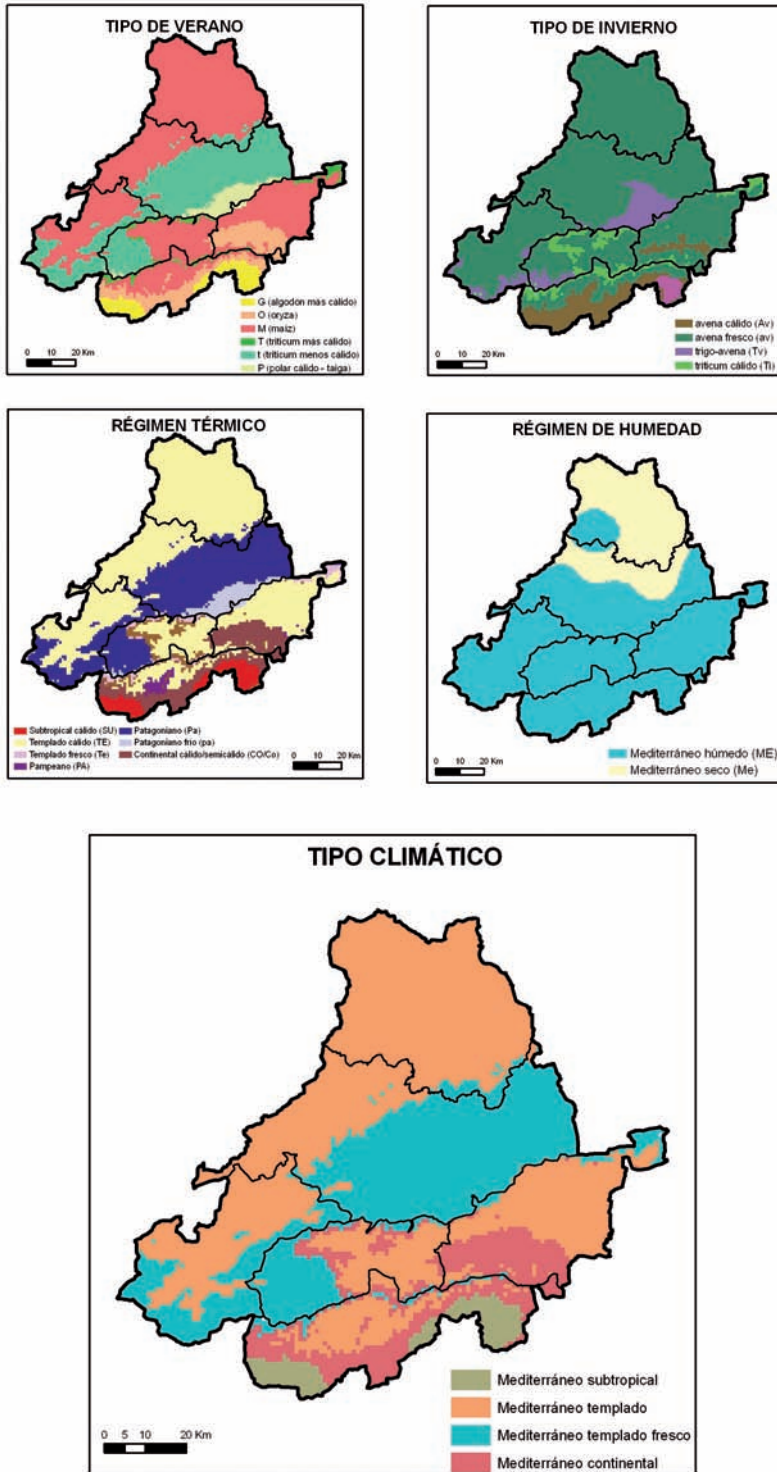 TIPO DE VERANO
G (algodón más cálido)
O (oryza)
M (maíz)
T (triticum más cálido)
t (triticum menos cálido)
P (polar cálido - taiga)
0 10 20 Km
TIPO DE INVIERNO
avena cálido (Av)
avena fresco (av)
trigo-avena (Tv)
triticum cálido (Ti)
0 10 20 Km
RÉGIMEN TÉRMICO
Subtropical cálido (SU)
Templado cálido (TE)
Templado fresco (Te)
Pampeano (PA)
Patagoniano (Pa)
Patagoniano frio (pa)
Continental cálido/semicálido (CO/Co)
0 10 20 Km
RÉGIMEN DE HUMEDAD
Mediterráneo húmedo (ME)
Mediterráneo seco (Me)
0 10 20 Km
TIPO CLIMÁTICO
Mediterráneo subtropical
Mediterráneo templado
Mediterráneo templado fresco
Mediterráneo continental
0 5 10 20 Km